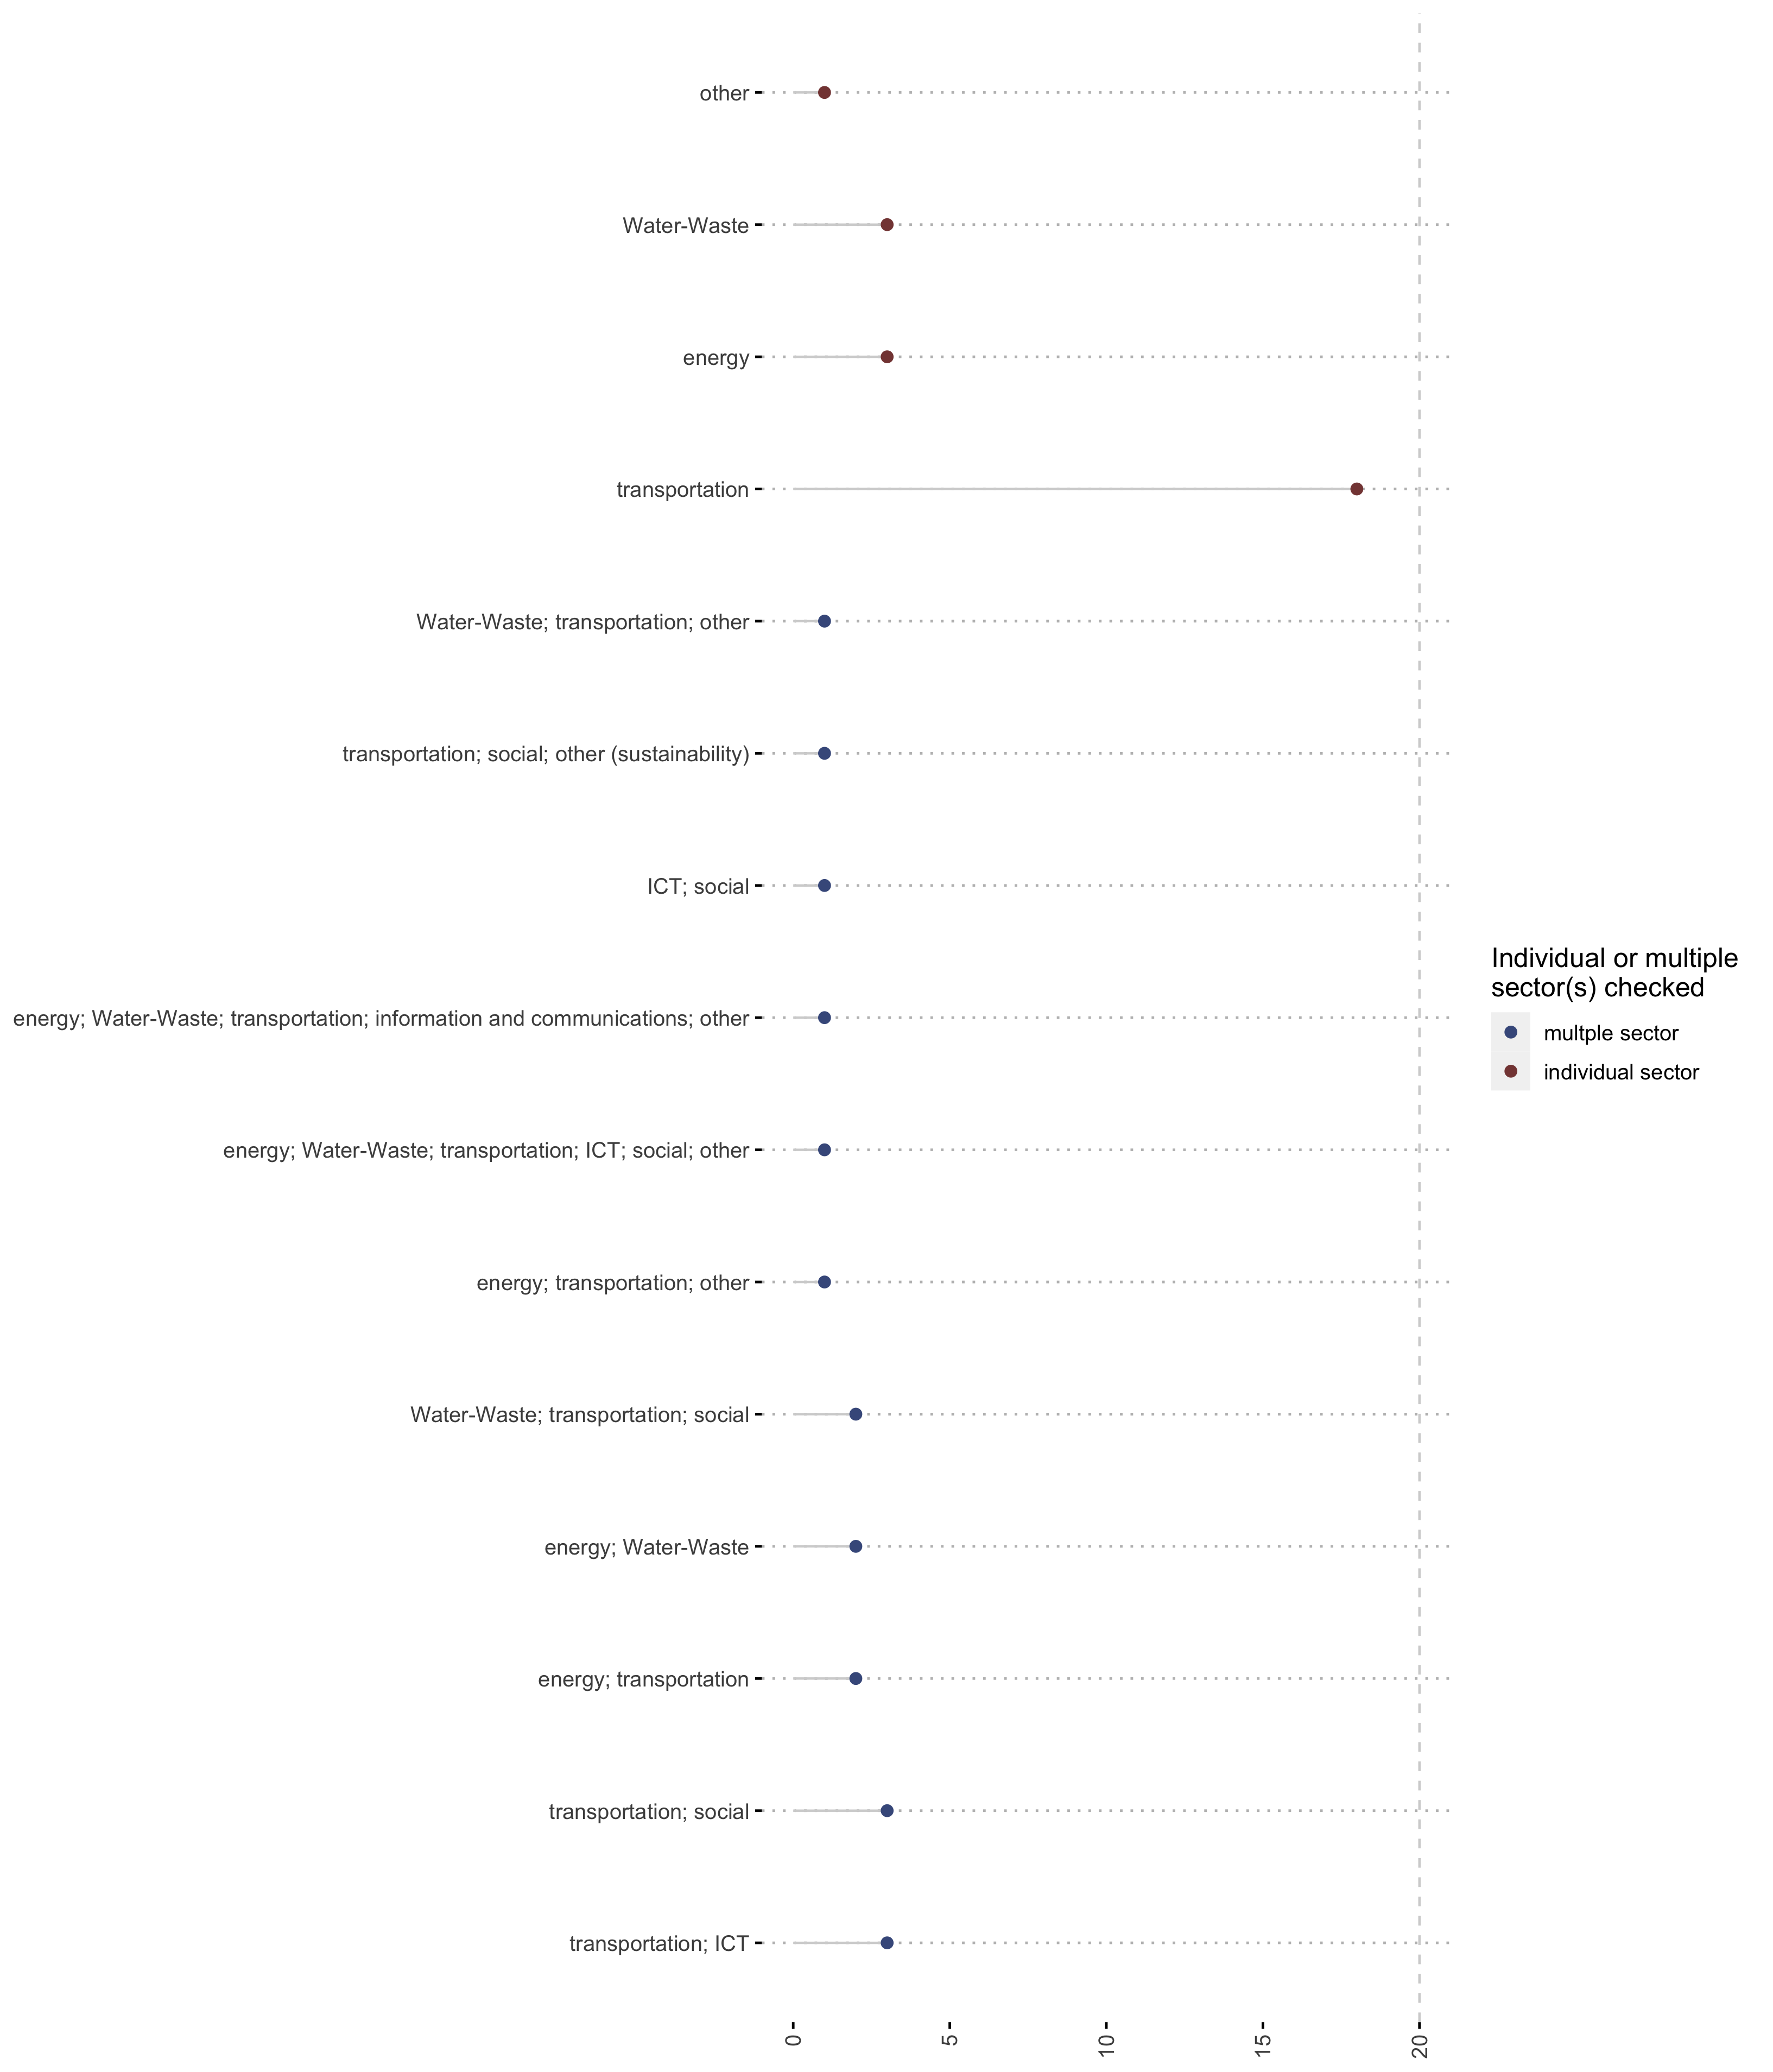 other
Water-Waste
energy
transportation
Water-Waste; transportation; other
transportation; social; other (sustainability)
ICT; social
energy; Water-Waste; transportation; information and communications; other
energy; Water-Waste; transportation; ICT; social; other
energy; transportation; other
Water-Waste; transportation; social
energy; Water-Waste
energy; transportation
transportation; social
transportation; ICT
0 5 10 15 20
Individual or multiple
sector(s) checked
multple sector
individual sector